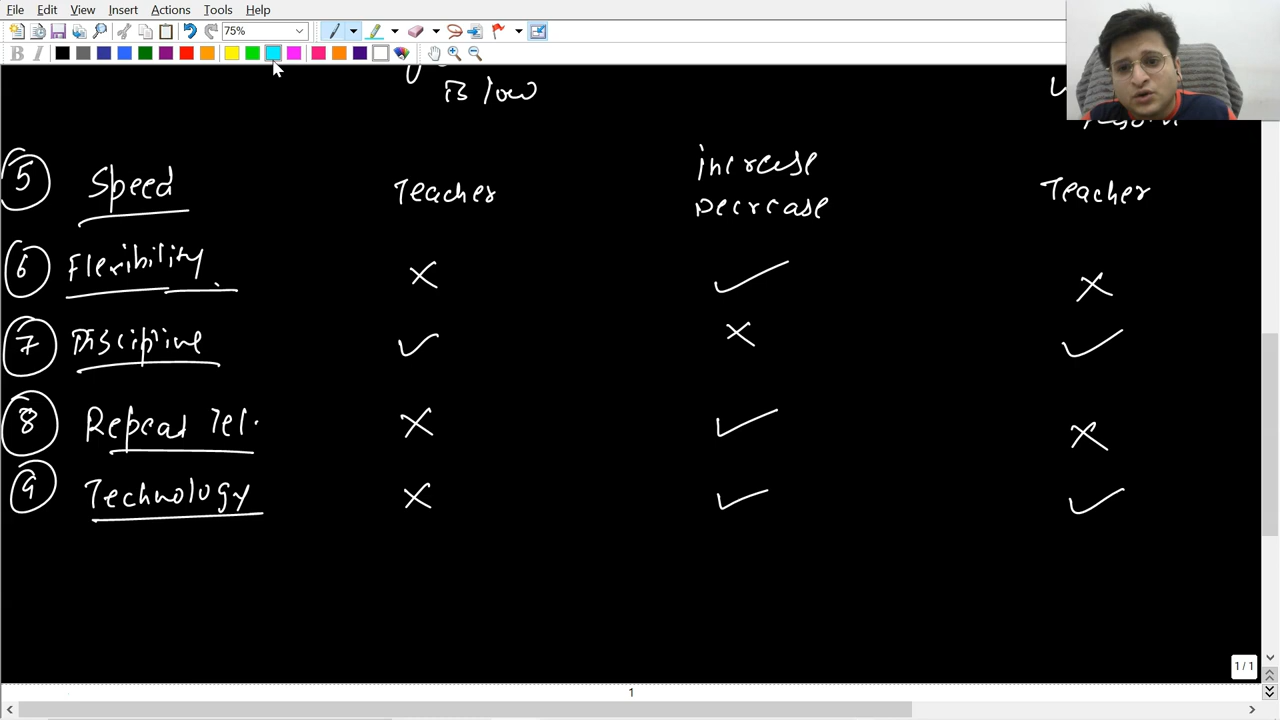 File Edit View Insert Actions Tools Help
75%
B I
is low
increase
5 Speed Teacher Teacher
Decrease
6 Flexibility
7 Discipline
8 Repeat Tel.
9 Technology
1 / 1
1